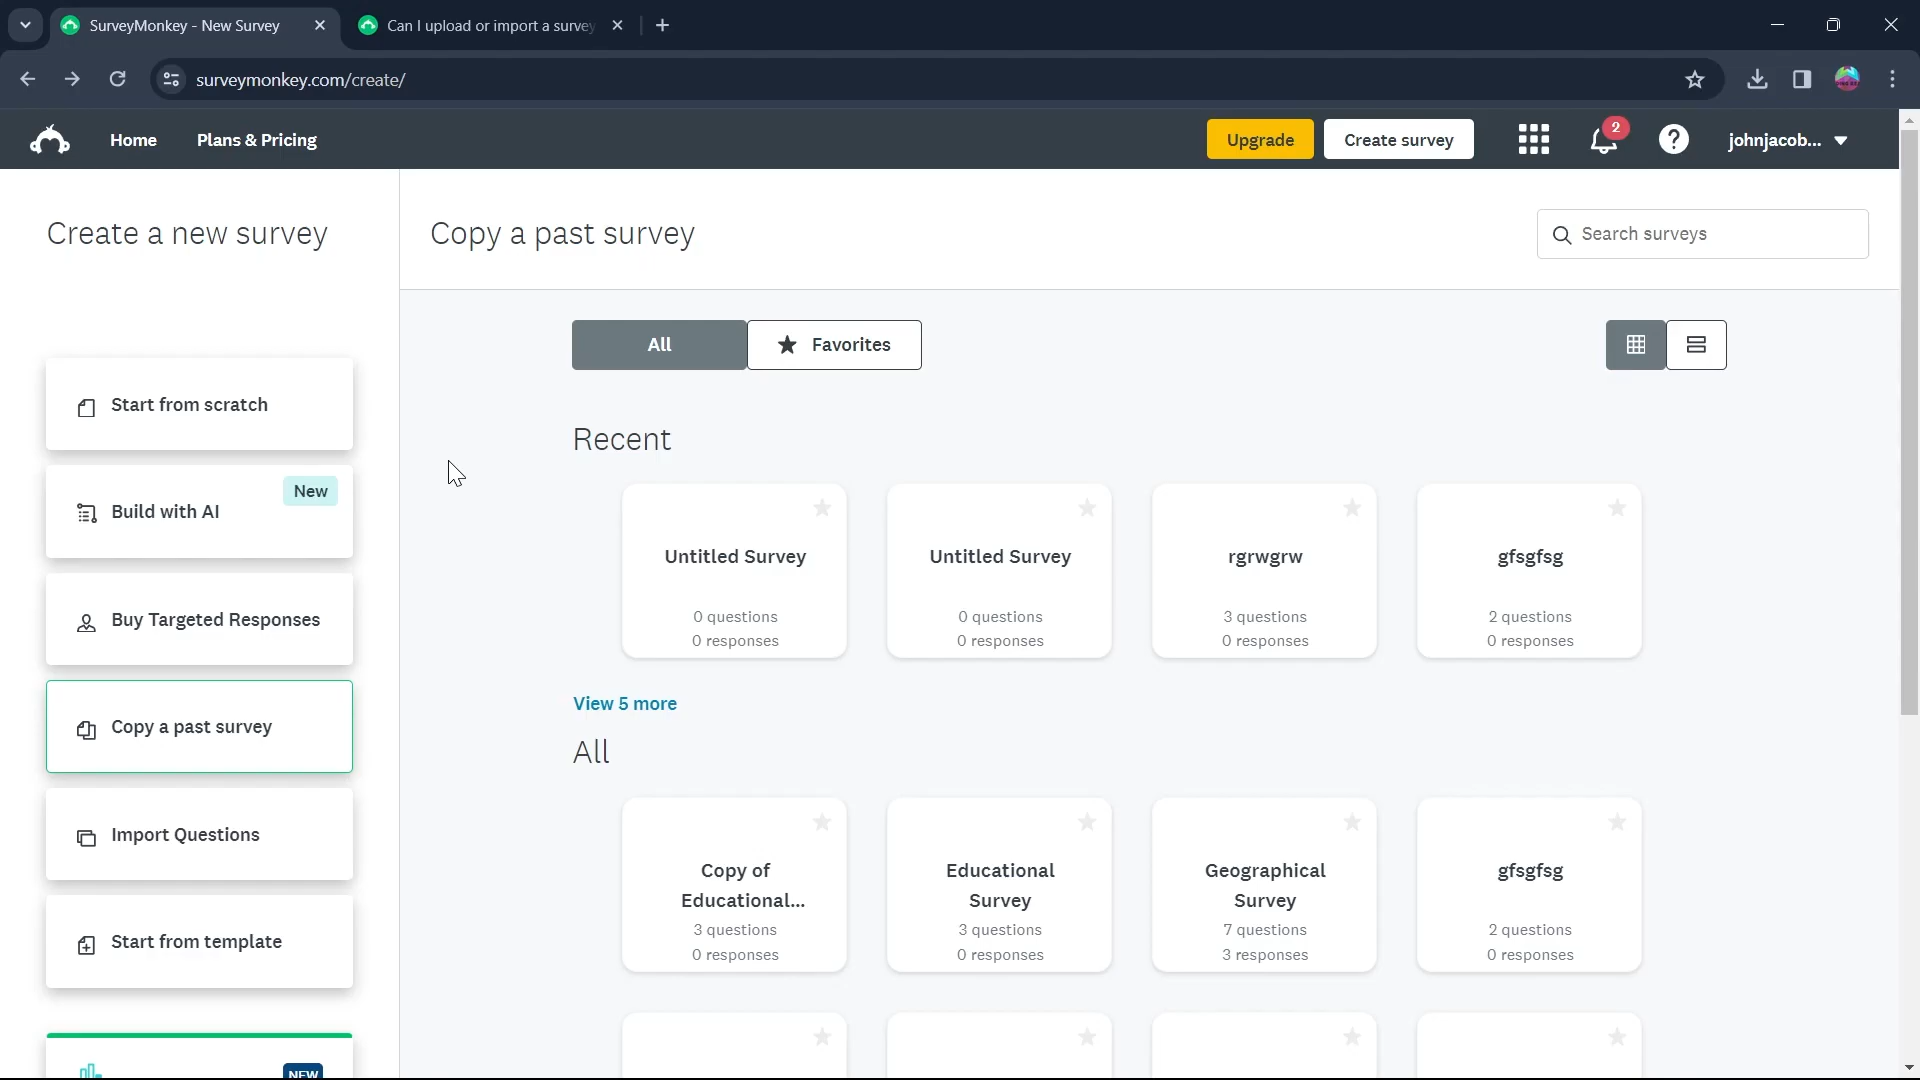 SurveyMonkey - New Survey
Can I upload or import a survey
surveymonkey.com/create/
Home
Plans & Pricing
Upgrade
Create survey
2
johnjacob...
Create a new survey
Copy a past survey
Search surveys
All
Favorites
Start from scratch
Recent
New
Build with AI
Untitled Survey
0 questions
0 responses
Untitled Survey
0 questions
0 responses
rgrwgrw
3 questions
0 responses
gfsgfsg
2 questions
0 responses
Buy Targeted Responses
View 5 more
Copy a past survey
All
Import Questions
Copy of
Educational...
3 questions
0 responses
Educational
Survey
3 questions
0 responses
Geographical
Survey
7 questions
3 responses
gfsgfsg
2 questions
0 responses
Start from template
NEW